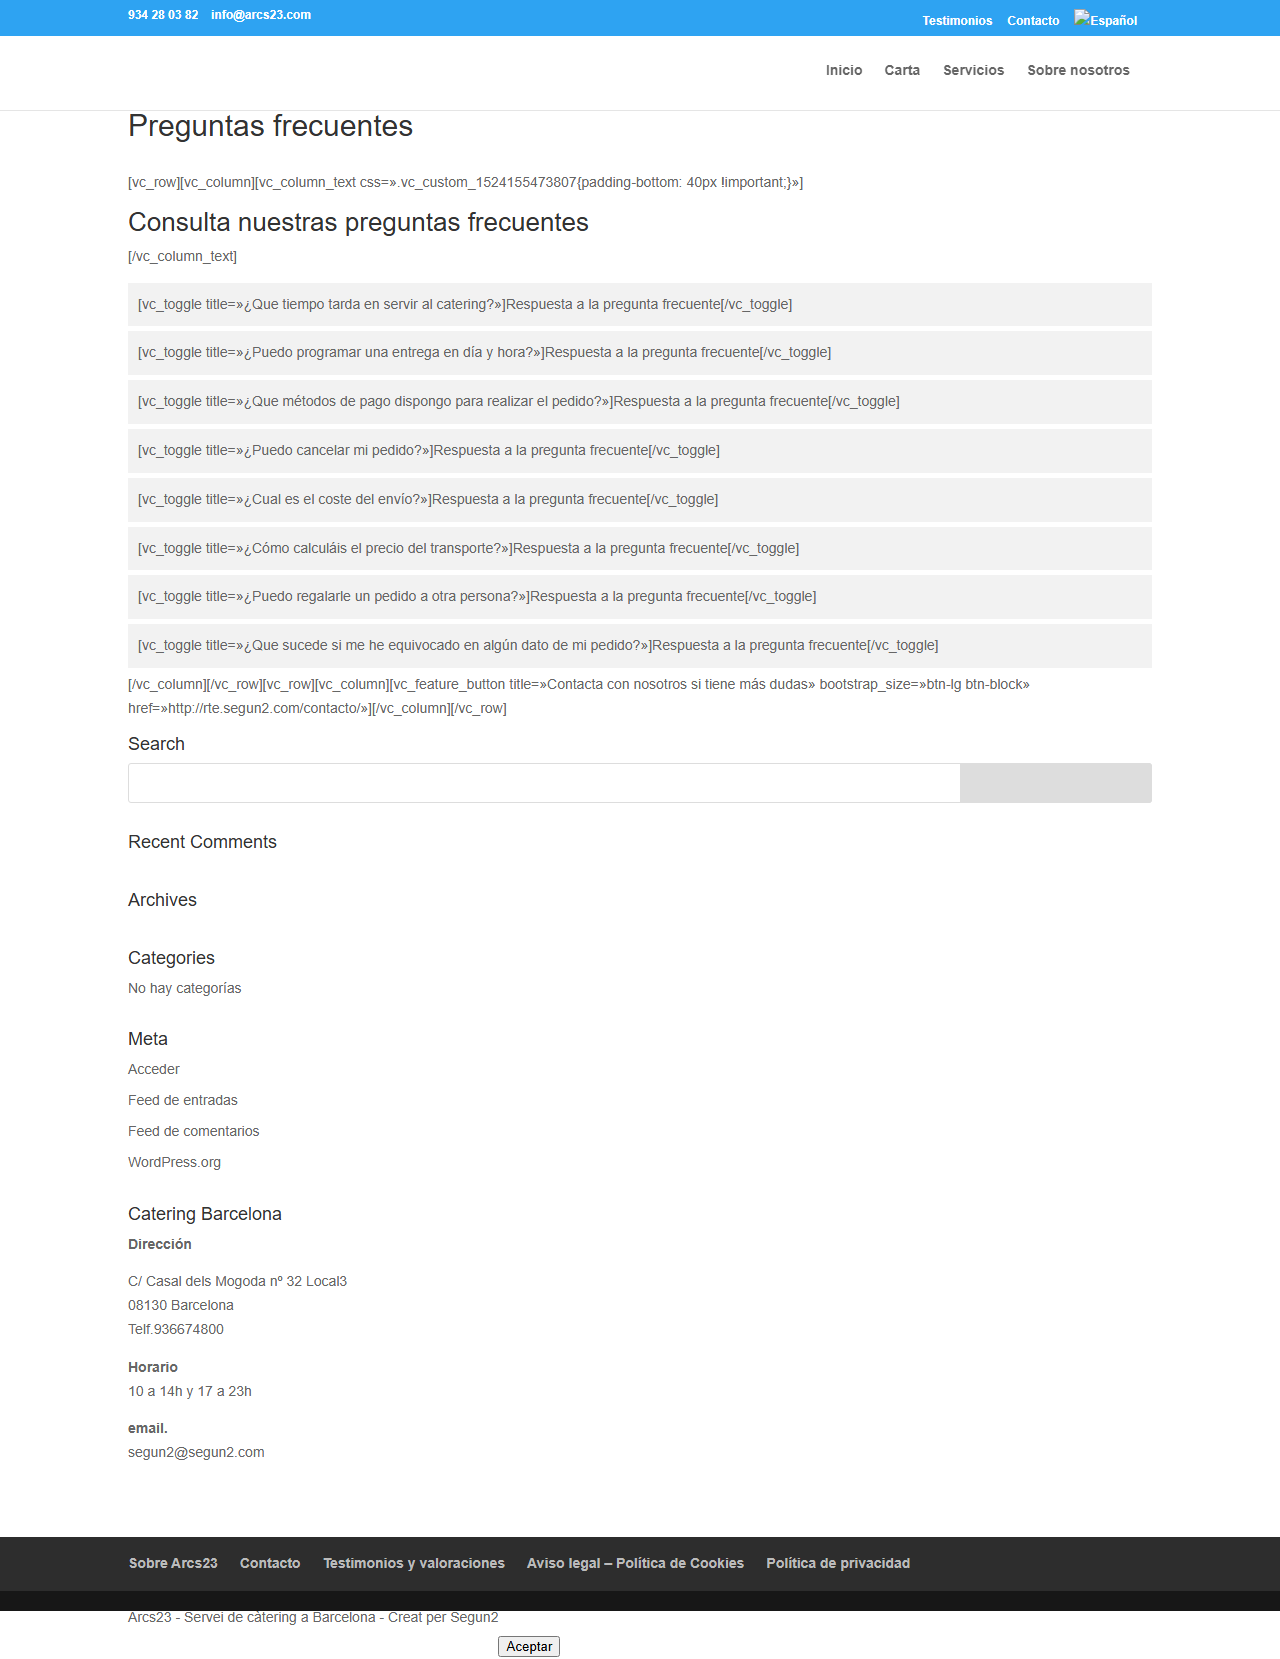 934 28 03 82 info@arcs23.com
Testimonios Contacto Español
Inicio Carta Servicios Sobre nosotros
Preguntas frecuentes
[vc_row][vc_column][vc_column_text css=».vc_custom_1524155473807{padding-bottom: 40px !important;}»]
Consulta nuestras preguntas frecuentes
[/vc_column_text]
[vc_toggle title=»¿Que tiempo tarda en servir al catering?»]Respuesta a la pregunta frecuente[/vc_toggle]
[vc_toggle title=»¿Puedo programar una entrega en día y hora?»]Respuesta a la pregunta frecuente[/vc_toggle]
[vc_toggle title=»¿Que métodos de pago dispongo para realizar el pedido?»]Respuesta a la pregunta frecuente[/vc_toggle]
[vc_toggle title=»¿Puedo cancelar mi pedido?»]Respuesta a la pregunta frecuente[/vc_toggle]
[vc_toggle title=»¿Cual es el coste del envío?»]Respuesta a la pregunta frecuente[/vc_toggle]
[vc_toggle title=»¿Cómo calculáis el precio del transporte?»]Respuesta a la pregunta frecuente[/vc_toggle]
[vc_toggle title=»¿Puedo regalarle un pedido a otra persona?»]Respuesta a la pregunta frecuente[/vc_toggle]
[vc_toggle title=»¿Que sucede si me he equivocado en algún dato de mi pedido?»]Respuesta a la pregunta frecuente[/vc_toggle]
[/vc_column][/vc_row][vc_row][vc_column][vc_feature_button title=»Contacta con nosotros si tiene más dudas» bootstrap_size=»btn-lg btn-block»
href=»http://rte.segun2.com/contacto/»][/vc_column][/vc_row]
Search
Recent Comments
Archives
Categories
No hay categorías
Meta
Acceder
Feed de entradas
Feed de comentarios
WordPress.org
Catering Barcelona
Dirección
C/ Casal dels Mogoda nº 32 Local3
08130 Barcelona
Telf.936674800
Horario
10 a 14h y 17 a 23h
email.
segun2@segun2.com
Sobre Arcs23 Contacto Testimonios y valoraciones Aviso legal – Política de Cookies Política de privacidad
Arcs23 - Servei de càtering a Barcelona - Creat per Segun2
Aceptar